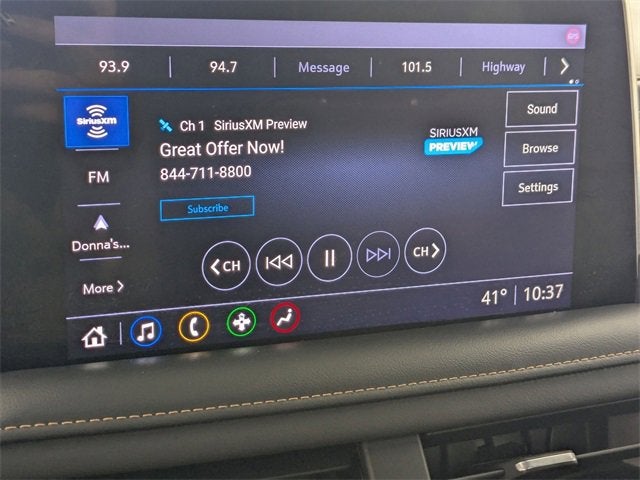 GPS
93.9 94.7 Message 101.5 Highway
SiriusXM
FM
Donna's...
More
Ch 1 SiriusXM Preview
Great Offer Now!
844-711-8800
Subscribe
SIRIUSXM
PREVIEW
Sound
Browse
Settings
CH
CH
41° 10:37